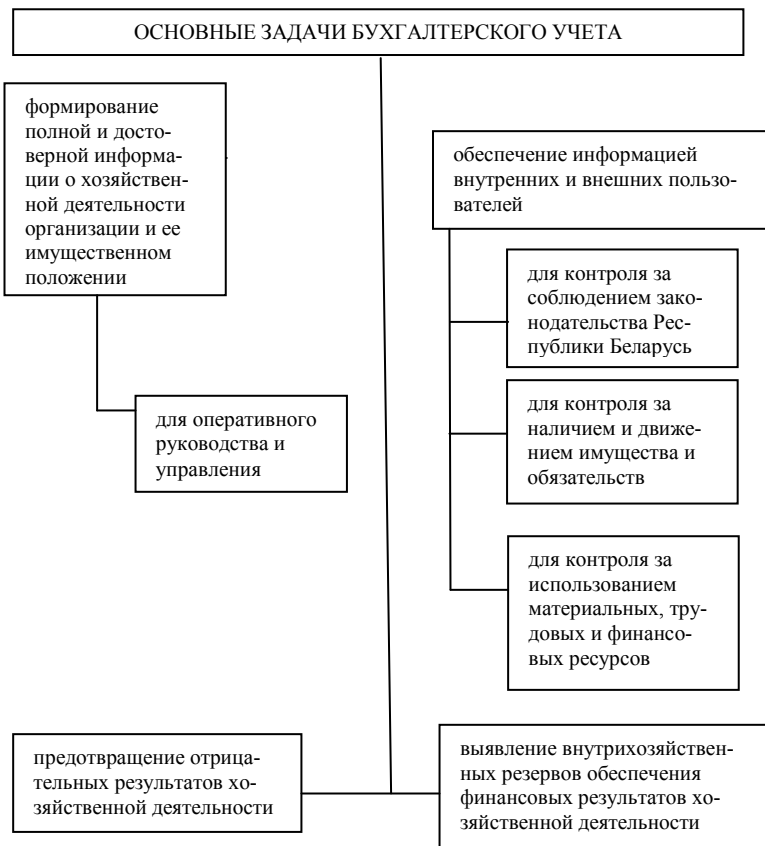 ОСНОВНЫЕ ЗАДАЧИ БУХГАЛТЕРСКОГО УЧЕТА
формирование
полной и досто-
верной информа-
ции о хозяйствен-
ной деятельности
организации и ее
имущественном
положении
обеспечение информацией
внутренних и внешних пользо-
вателей
для контроля за
соблюдением зако-
нодательства Рес-
публики Беларусь
для оперативного
руководства и
управления
для контроля за
наличием и движе-
нием имущества и
обязательств
для контроля за
использованием
материальных, тру-
довых и финансо-
вых ресурсов
предотвращение отрица-
тельных результатов хо-
зяйственной деятельности
выявление внутрихозяйствен-
ных резервов обеспечения
финансовых результатов хо-
зяйственной деятельности